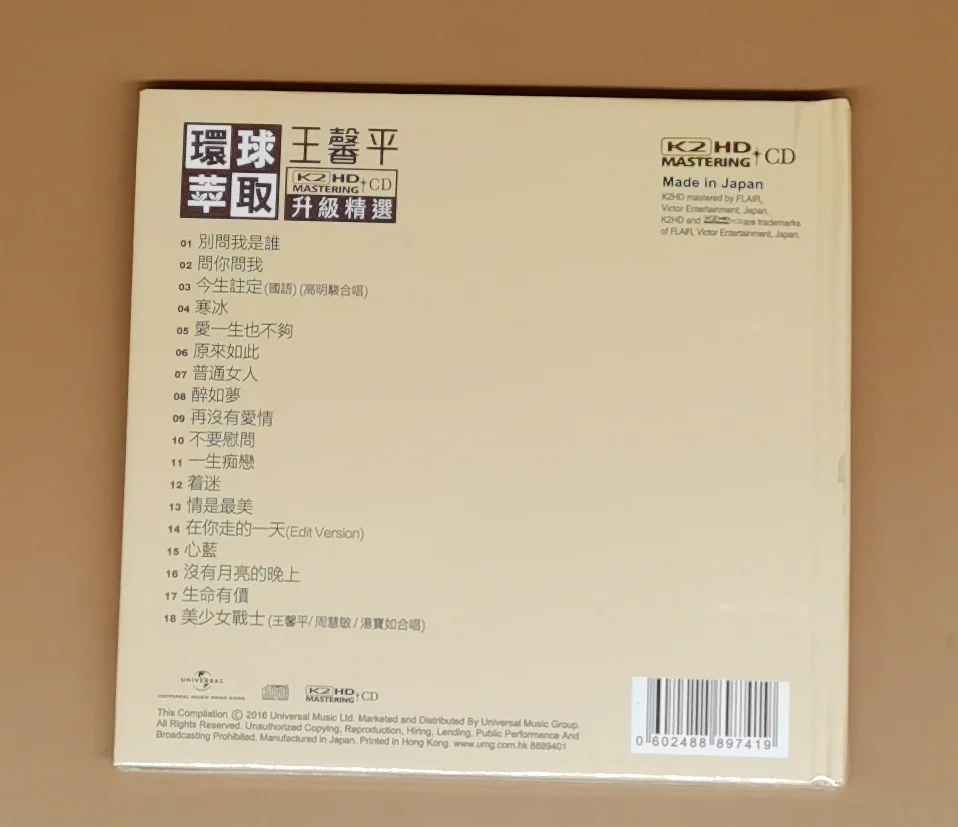 環球
萃取
王馨平
K2 HD
MASTERING + CD
升級精選
K2 HD
MASTERING + CD
Made in Japan
K2HD mastered by FLAIR,
Victor Entertainment, Japan.
K2HD and are trademarks
of FLAIR, Victor Entertainment, Japan.
01 別問我是誰
02 問你問我
03 今生註定(國語)(高明駿合唱)
04 寒冰
05 愛一生也不夠
06 原來如此
07 普通女人
08 醉如夢
09 再沒有愛情
10 不要慰問
11 一生痴戀
12 着迷
13 情是最美
14 在你走的一天(Edit Version)
15 心藍
16 沒有月亮的晚上
17 生命有價
18 美少女戰士(王馨平/周慧敏/湯寶如合唱)
UNIVERSAL
UNIVERSAL MUSIC HONG KONG
K2 HD
MASTERING + CD
This Compilation Ⓒ 2016 Universal Music Ltd. Marketed and Distributed By Universal Music Group.
All Rights Reserved. Unauthorized Copying, Reproduction, Hiring, Lending, Public Performance And
Broadcasting Prohibited. Manufactured in Japan. Printed in Hong Kong. www.umg.com.hk 8889401
0 602488 897419